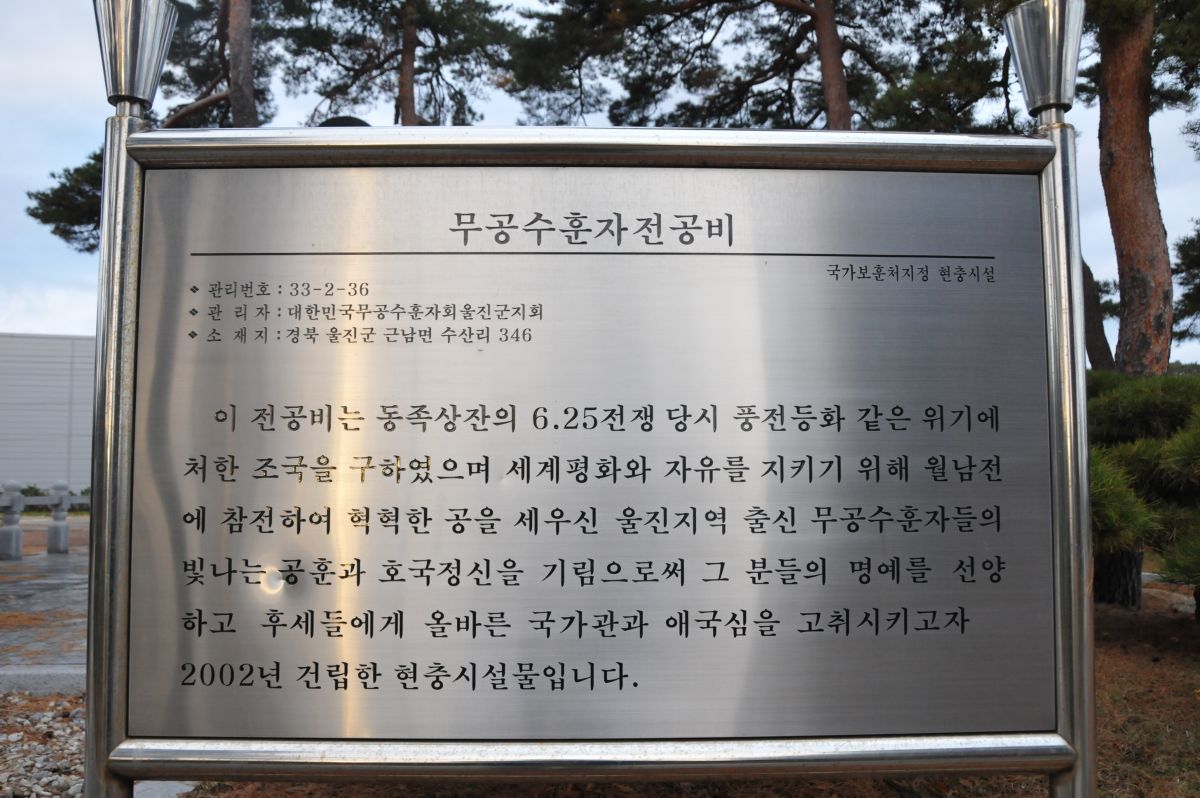 무공수훈자전공비
국가보훈처지정 현충시설
❖ 관리번호 : 33-2-36
❖ 관 리 자 : 대한민국무공수훈자회울진군지회
❖ 소 재 지 : 경북 울진군 근남면 수산리 346
이 전공비는 동족상잔의 6.25전쟁 당시 풍전등화 같은 위기에
처한 조국을 구하였으며 세계평화와 자유를 지키기 위해 월남전
에 참전하여 혁혁한 공을 세우신 울진지역 출신 무공수훈자들의
빛나는 공훈과 호국정신을 기림으로써 그 분들의 명예를 선양
하고 후세들에게 올바른 국가관과 애국심을 고취시키고자
2002년 건립한 현충시설물입니다.